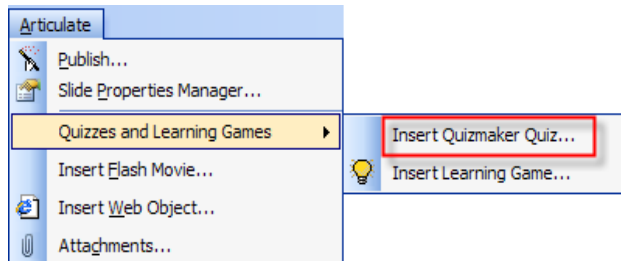 Articulate
Publish...
Slide Properties Manager...
Quizzes and Learning Games
Insert Quizmaker Quiz...
Insert Flash Movie...
Insert Learning Game...
Insert Web Object...
Attachments...